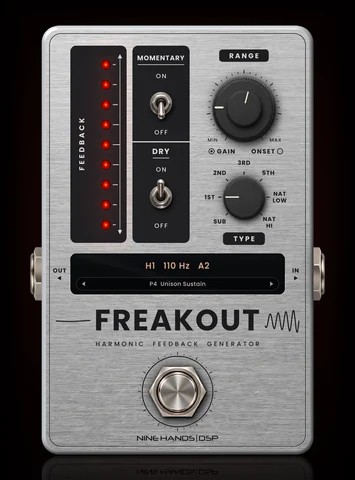 MOMENTARY
ON
OFF
DRY
ON
OFF
FEEDBACK
RANGE
MIN MAX
GAIN ONSET
3RD
2ND 5TH
1ST NAT LOW
SUB NAT HI
TYPE
OUT
IN
H1 110 Hz A2
P4 Unison Sustain
FREAKOUT
HARMONIC FEEDBACK GENERATOR
NINE HANDS|DSP